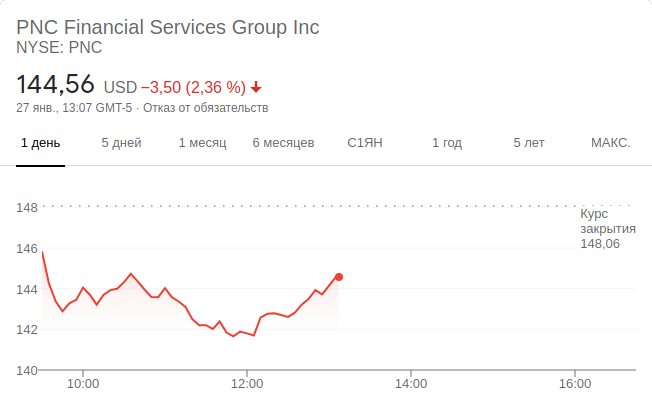 PNC Financial Services Group Inc
NYSE: PNC
144,56 USD −3,50 (2,36 %)
27 янв., 13:07 GMT-5 · Отказ от обязательств
1 день 5 дней 1 месяц 6 месяцев С1ЯН 1 год 5 лет МАКС.
148
Курс
закрытия
148,06
146
144
142
140
10:00 12:00 14:00 16:00